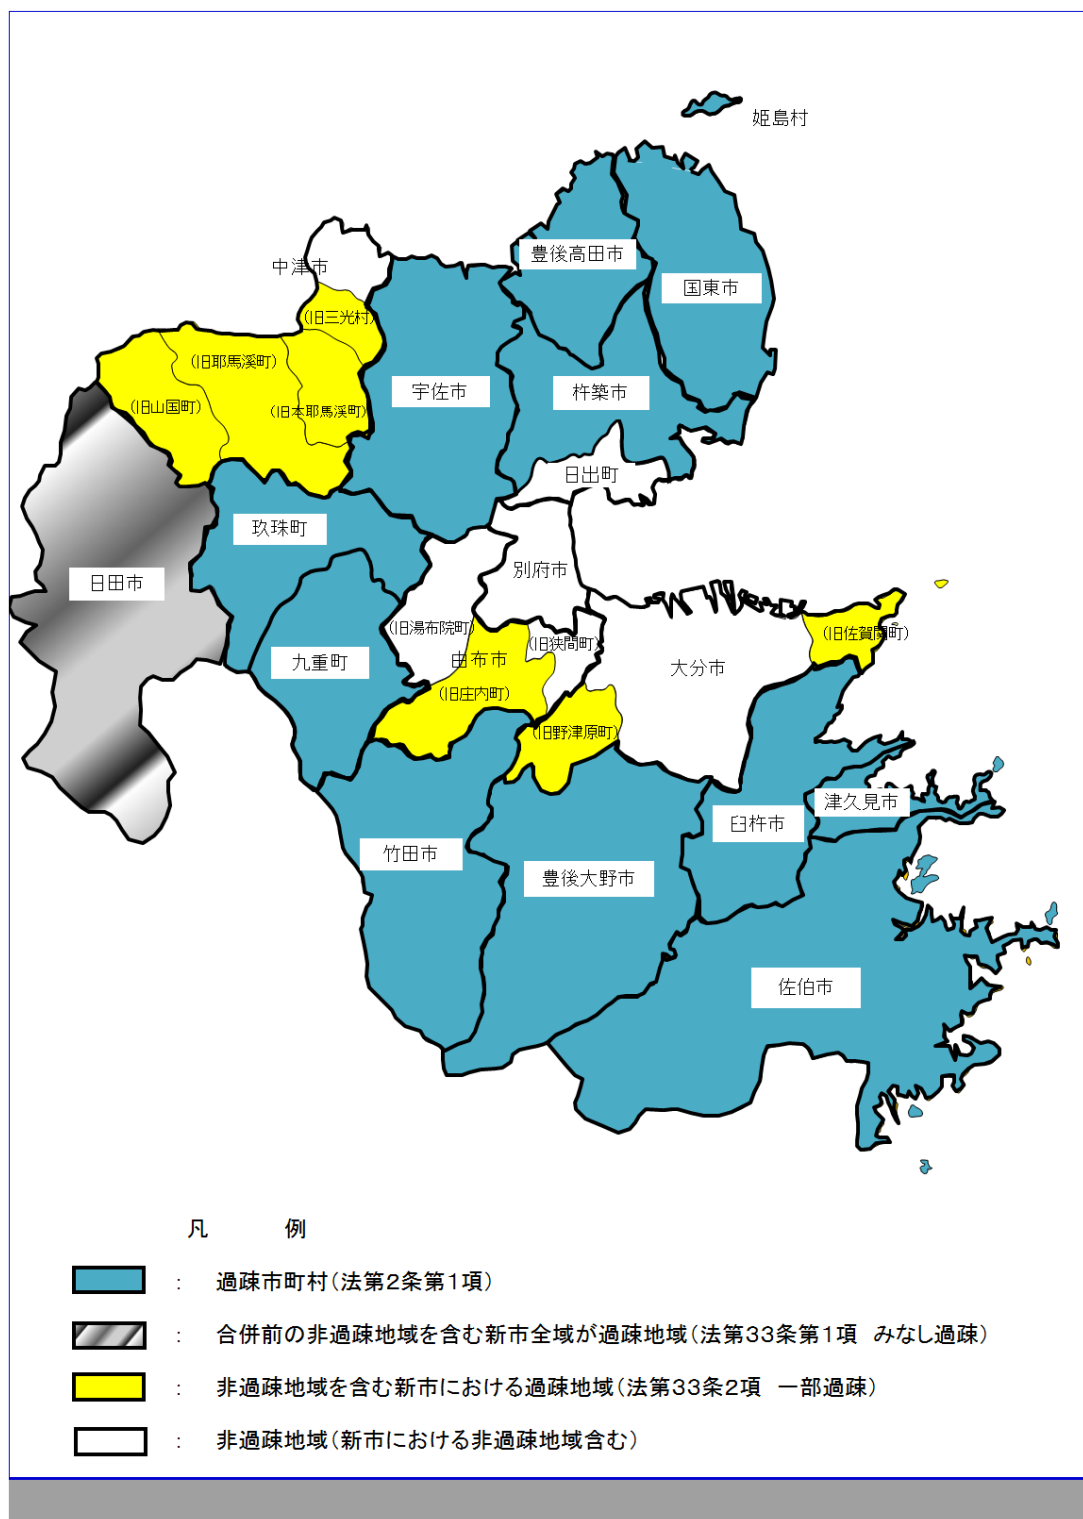 姫島村
豊後高田市
国東市
中津市
(旧三光村)
(旧耶馬溪町)
宇佐市
杵築市
(旧山国町)
(旧本耶馬溪町)
日出町
玖珠町
別府市
日田市
(旧湯布院町)
(旧狭間町)
(旧佐賀関町)
九重町
由布市
大分市
(旧庄内町)
(旧野津原町)
津久見市
臼杵市
竹田市
豊後大野市
佐伯市
凡　例
： 過疎市町村(法第2条第1項)
： 合併前の非過疎地域を含む新市全域が過疎地域(法第33条第1項　みなし過疎)
： 非過疎地域を含む新市における過疎地域(法第33条2項　一部過疎)
： 非過疎地域(新市における非過疎地域含む)